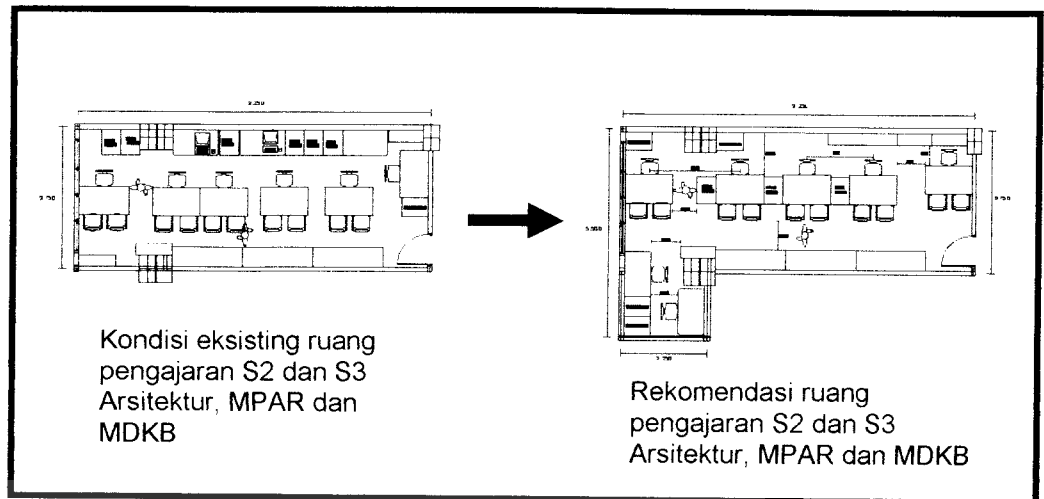 Kondisi eksisting ruang
pengajaran S2 dan S3
Arsitektur, MPAR dan
MDKB
Rekomendasi ruang
pengajaran S2 dan S3
Arsitektur, MPAR dan MDKB